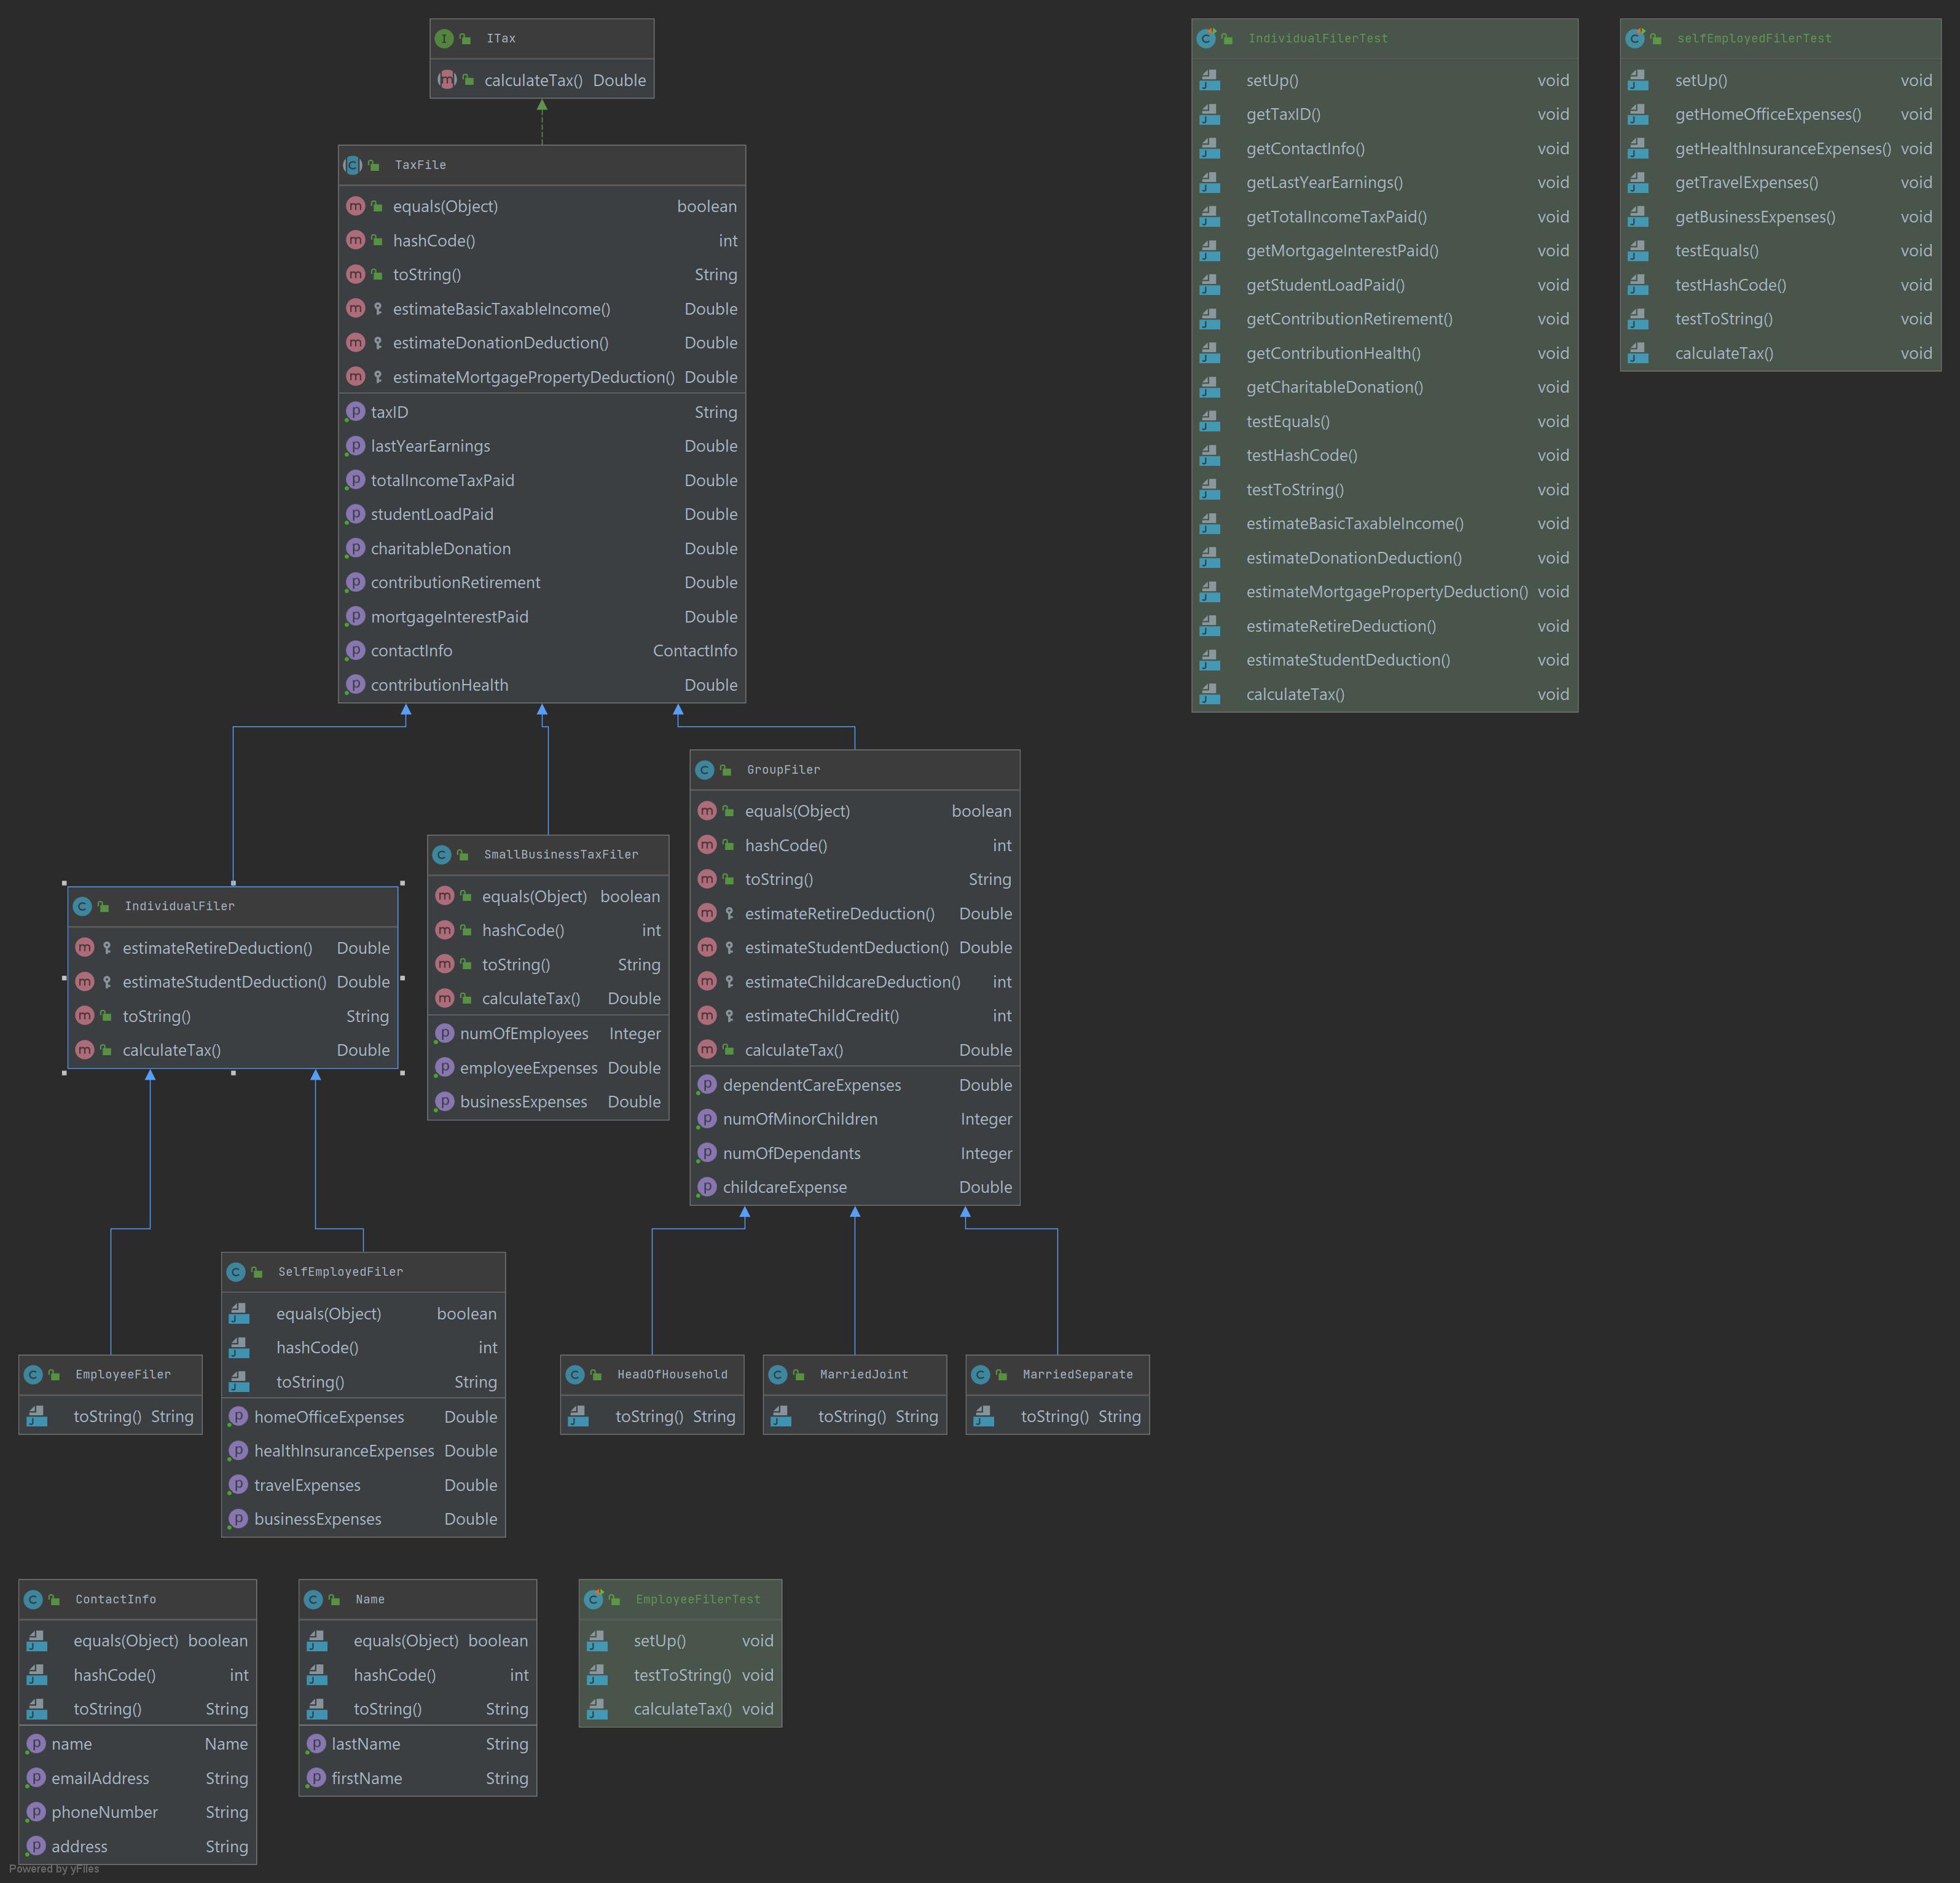 ITax
calculateTax() Double
TaxFile
equals(Object) boolean
hashCode() int
toString() String
estimateBasicTaxableIncome() Double
estimateDonationDeduction() Double
estimateMortgagePropertyDeduction() Double
taxID String
lastYearEarnings Double
totalIncomeTaxPaid Double
studentLoadPaid Double
charitableDonation Double
contributionRetirement Double
mortgageInterestPaid Double
contactInfo ContactInfo
contributionHealth Double
IndividualFilerTest
setUp() void
getTaxID() void
getContactInfo() void
getLastYearEarnings() void
getTotalIncomeTaxPaid() void
getMortgageInterestPaid() void
getStudentLoadPaid() void
getContributionRetirement() void
getContributionHealth() void
getCharitableDonation() void
testEquals() void
testHashCode() void
testToString() void
estimateBasicTaxableIncome() void
estimateDonationDeduction() void
estimateMortgagePropertyDeduction() void
estimateRetireDeduction() void
estimateStudentDeduction() void
calculateTax() void
selfEmployedFilerTest
setUp() void
getHomeOfficeExpenses() void
getHealthInsuranceExpenses() void
getTravelExpenses() void
getBusinessExpenses() void
testEquals() void
testHashCode() void
testToString() void
calculateTax() void
IndividualFiler
estimateRetireDeduction() Double
estimateStudentDeduction() Double
toString() String
calculateTax() Double
SmallBusinessTaxFiler
equals(Object) boolean
hashCode() int
toString() String
calculateTax() Double
numOfEmployees Integer
employeeExpenses Double
businessExpenses Double
GroupFiler
equals(Object) boolean
hashCode() int
toString() String
estimateRetireDeduction() Double
estimateStudentDeduction() Double
estimateChildcareDeduction() int
estimateChildCredit() int
calculateTax() Double
dependentCareExpenses Double
numOfMinorChildren Integer
numOfDependants Integer
childcareExpense Double
EmployeeFiler
toString() String
SelfEmployedFiler
equals(Object) boolean
hashCode() int
toString() String
homeOfficeExpenses Double
healthInsuranceExpenses Double
travelExpenses Double
businessExpenses Double
HeadOfHousehold
toString() String
MarriedJoint
toString() String
MarriedSeparate
toString() String
ContactInfo
equals(Object) boolean
hashCode() int
toString() String
name Name
emailAddress String
phoneNumber String
address String
Name
equals(Object) boolean
hashCode() int
toString() String
lastName String
firstName String
EmployeeFilerTest
setUp() void
testToString() void
calculateTax() void
Powered by yFiles